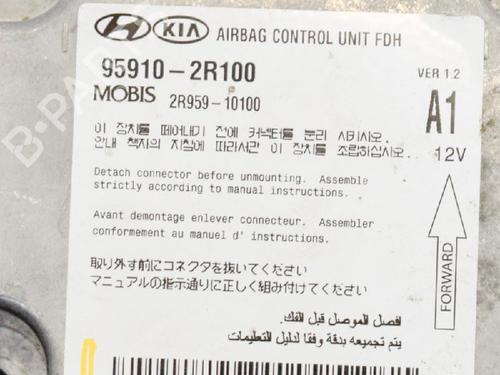 KIA AIRBAG CONTROL UNIT FDH
95910-2R100
VER 1.2
MOBIS 2R959-10100
A1
이 장치를 떼어내기 전에 커넥터를 분리 시키시오.
안내 책자의 지침에 따라서만 이 장치를 조립하십시오.
12V
Detach connector before unmounting. Assemble
strictly according to manual instructions.
Avant demontage enlever connecteur. Assembler
conformement au manuel d' instructions.
FORWARD
取り外す前にコネクタを抜いてください
マニュアルの指示通りに正しく組み付けてください
افصل الموصل قبل الفك
يتم تجميعه بدقة وفقا لدليل التعليمات
B-PARTS